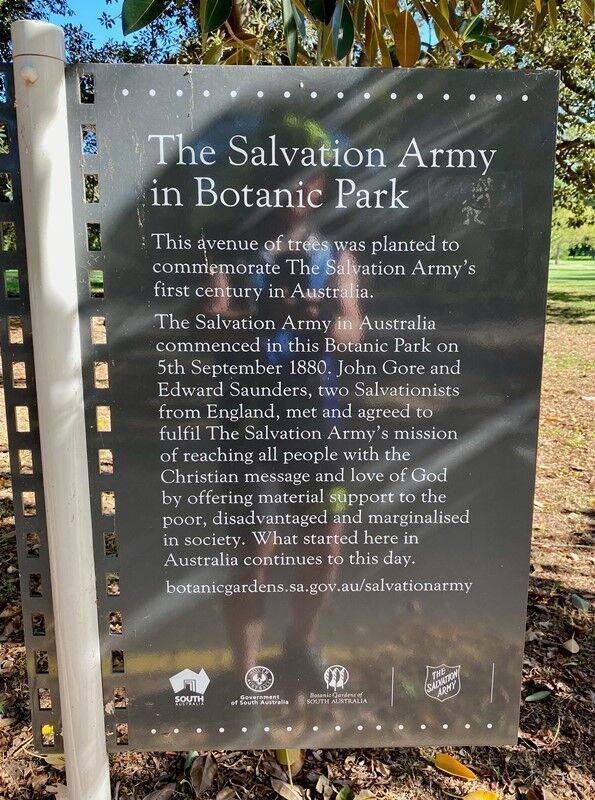 The Salvation Army
in Botanic Park
This avenue of trees was planted to
commemorate The Salvation Army's
first century in Australia.
The Salvation Army in Australia
commenced in this Botanic Park on
5th September 1880. John Gore and
Edward Saunders, two Salvationists
from England, met and agreed to
fulfil The Salvation Army's mission
of reaching all people with the
Christian message and love of God
by offering material support to the
poor, disadvantaged and marginalised
in society. What started here in
Australia continues to this day.
botanicgardens.sa.gov.au/salvationarmy
SOUTH
AUSTRALIA
Government
of South Australia
Botanic Gardens of
SOUTH AUSTRALIA
THE
SALVATION
ARMY